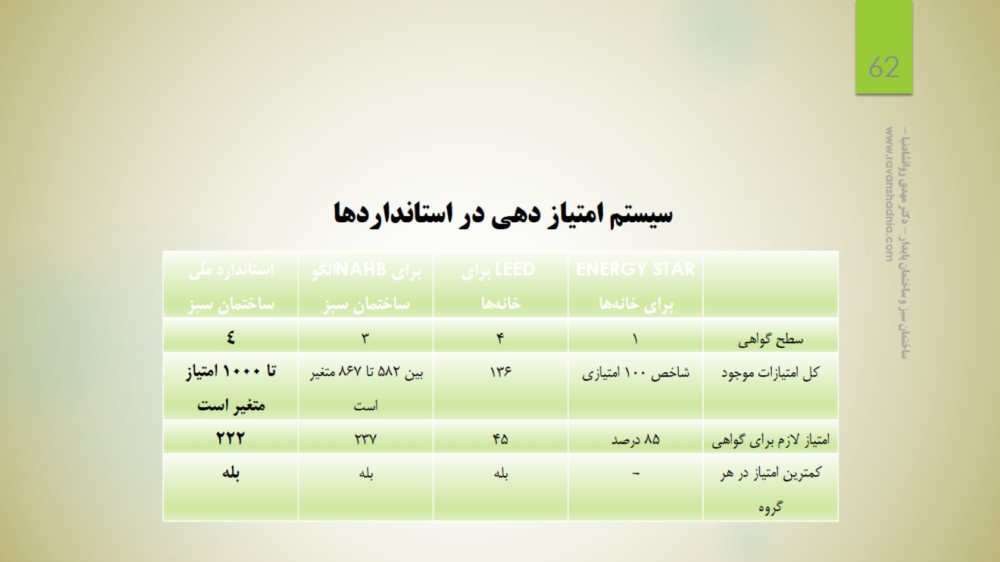 62
ساختمان سبز و ساختمان پایدار – دکتر مهدی روانشادنیا –
www.ravanshadnia.com
سیستم امتیاز دهی در استانداردها
ENERGY STAR
برای خانه‌ها
LEED برای
خانه‌ها
الگوNAHB برای
ساختمان سبز
استاندارد ملی
ساختمان سبز
سطح گواهی
۱
۴
۳
٤
کل امتیازات موجود
شاخص ۱۰۰ امتیازی
۱۳۶
بین ۵۸۲ تا ۸۶۷ متغیر
است
تا ۱۰۰۰ امتیاز
متغیر است
امتیاز لازم برای گواهی
۸۵ درصد
۴۵
۲۳۷
۲۲۲
کمترین امتیاز در هر
گروه
–
بله
بله
بله